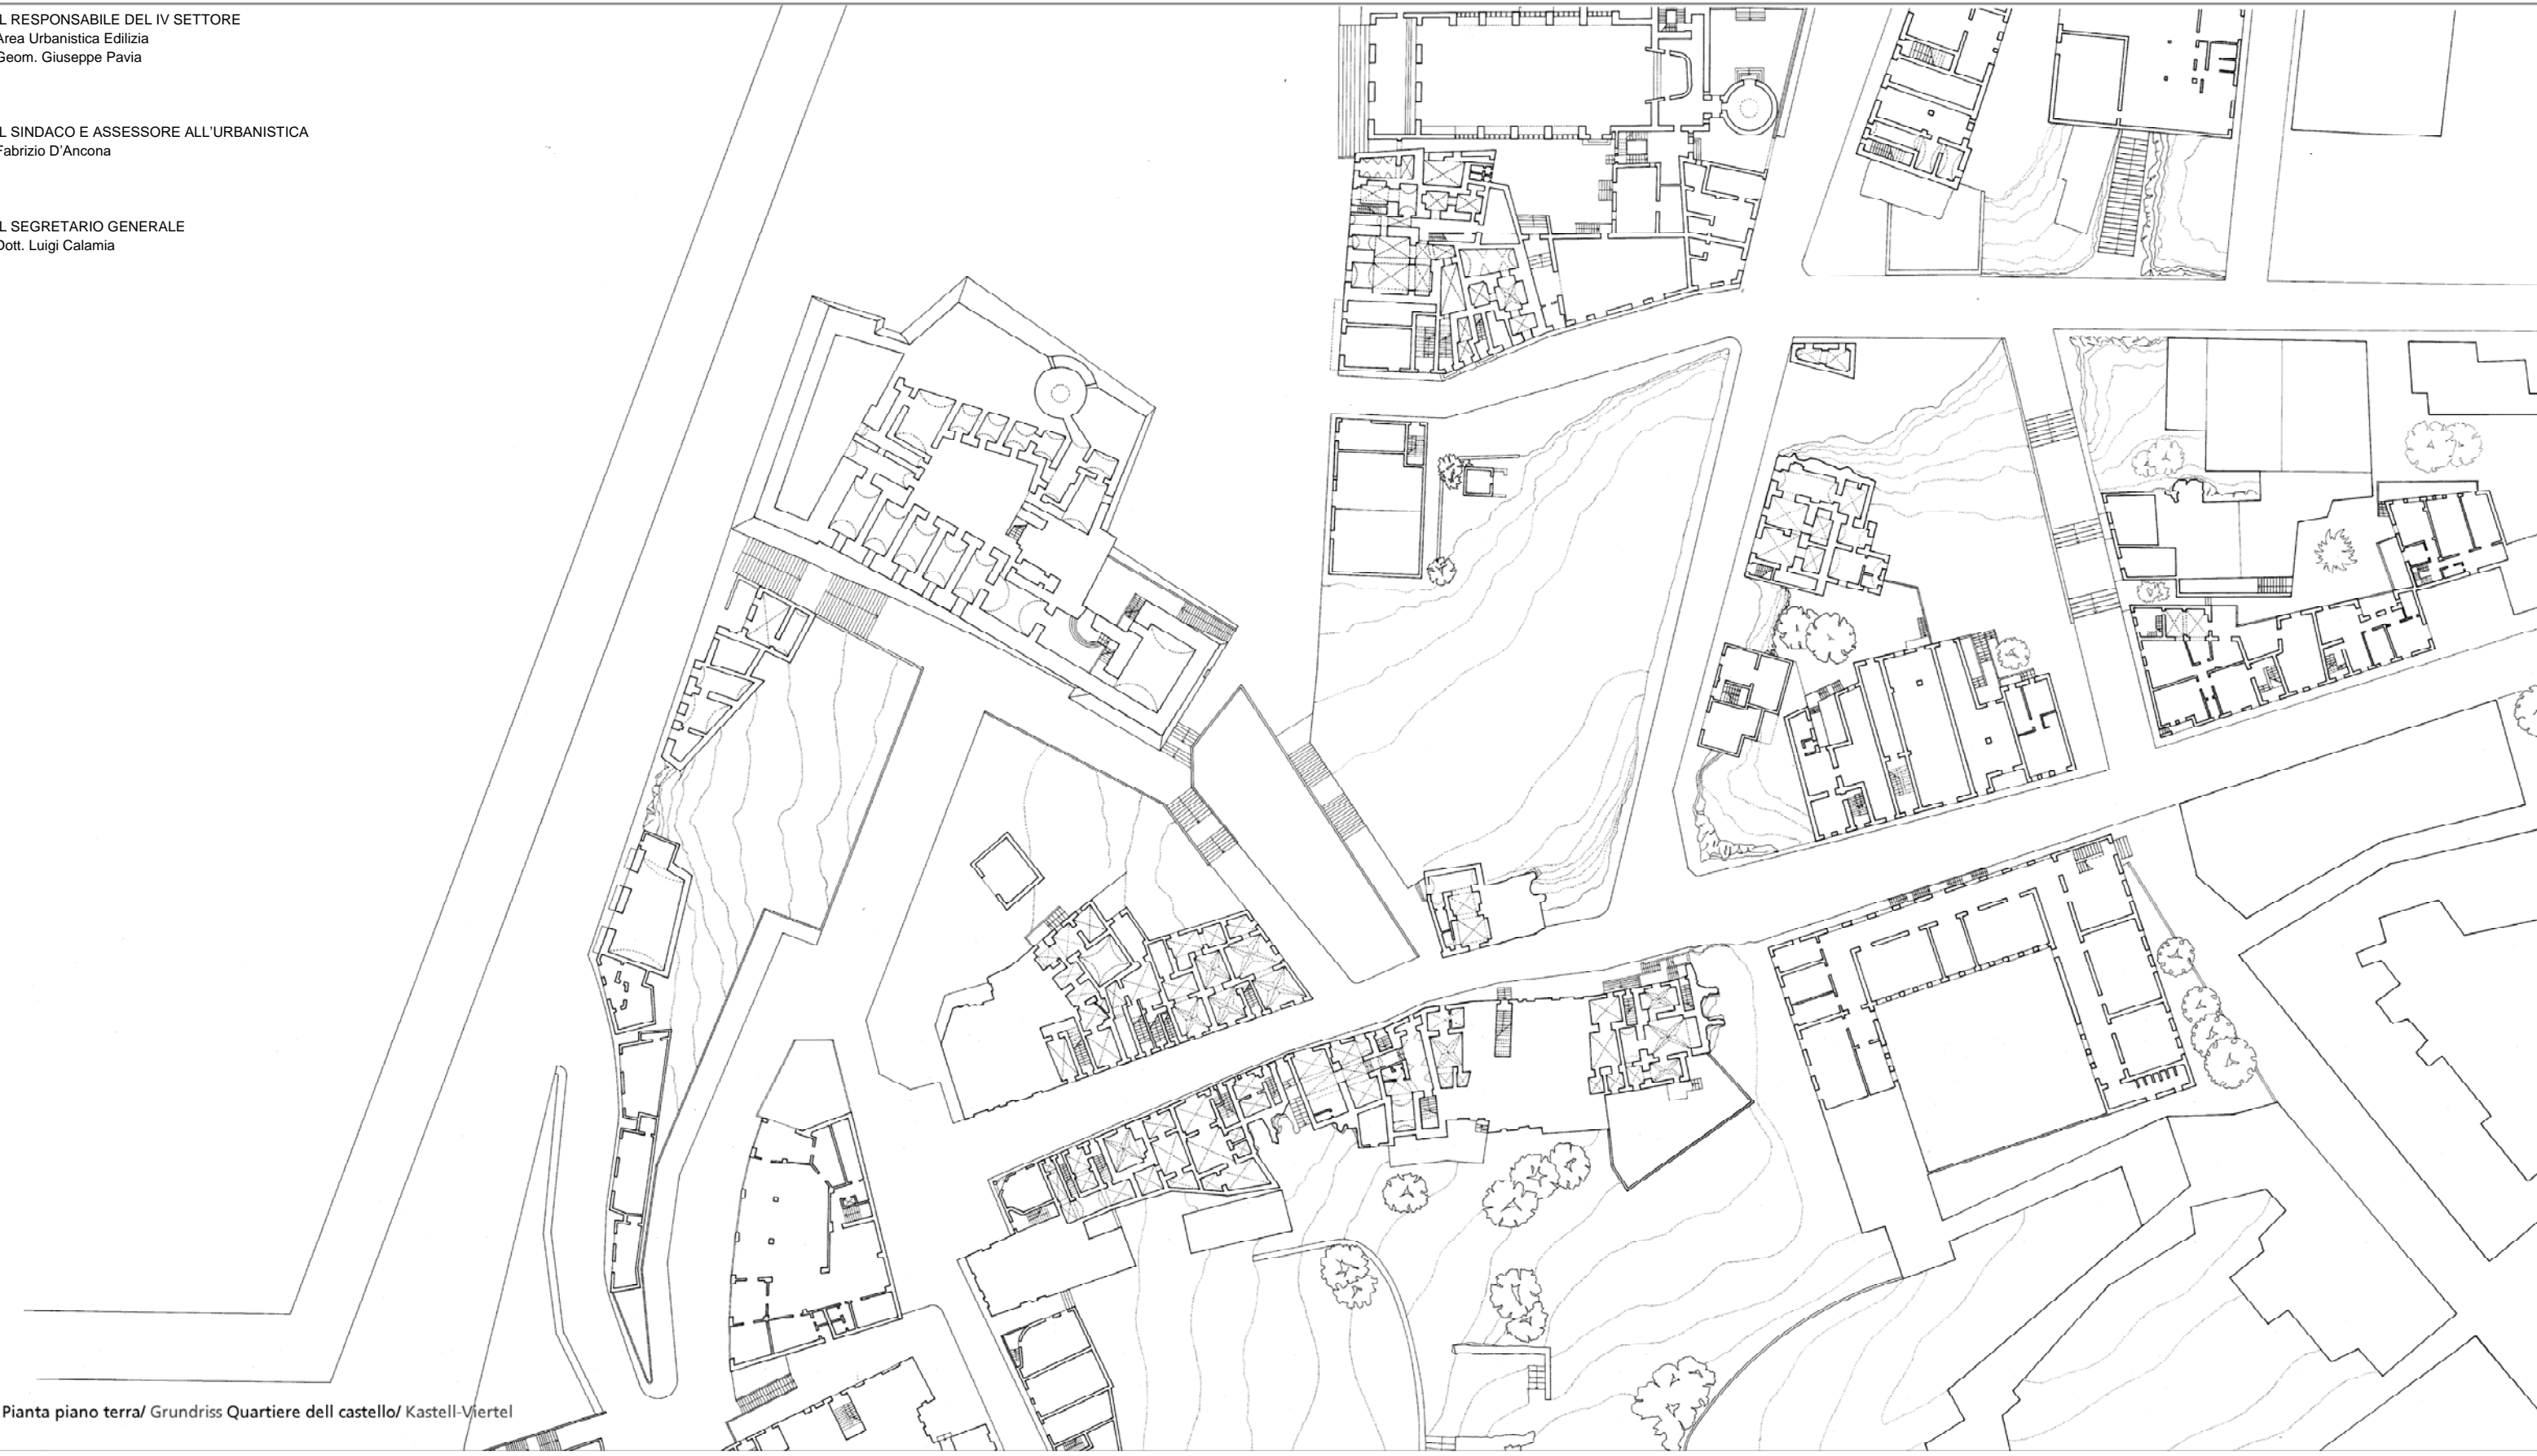 L RESPONSABILE DEL IV SETTORE
Area Urbanistica Edilizia
Geom. Giuseppe Pavia
L SINDACO E ASSESSORE ALL'URBANISTICA
Fabrizio D'Ancona
L SEGRETARIO GENERALE
Dott. Luigi Calamia
Pianta piano terra/ Grundriss Quartiere dell castello/ Kastell-Viertel